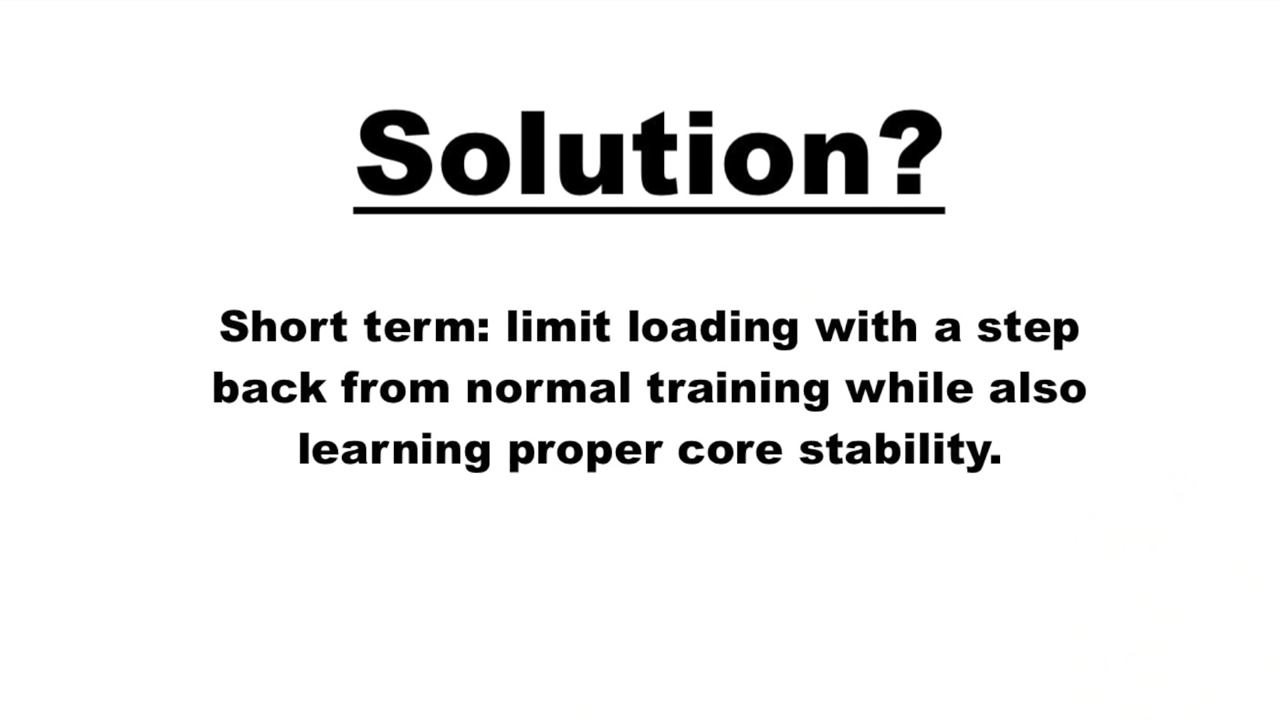 Solution?
Short term: limit loading with a step
back from normal training while also
learning proper core stability.